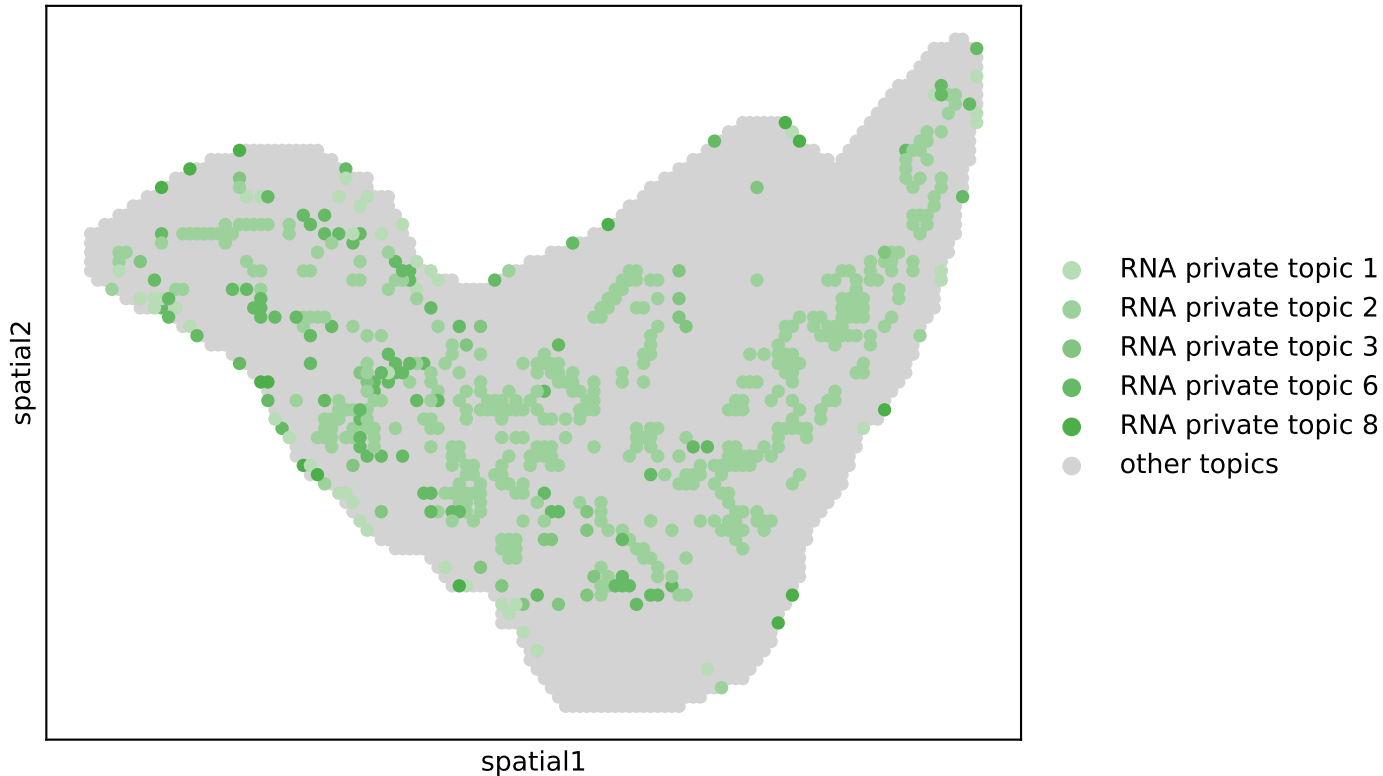 spatial2
spatial1
RNA private topic 1
RNA private topic 2
RNA private topic 3
RNA private topic 6
RNA private topic 8
other topics